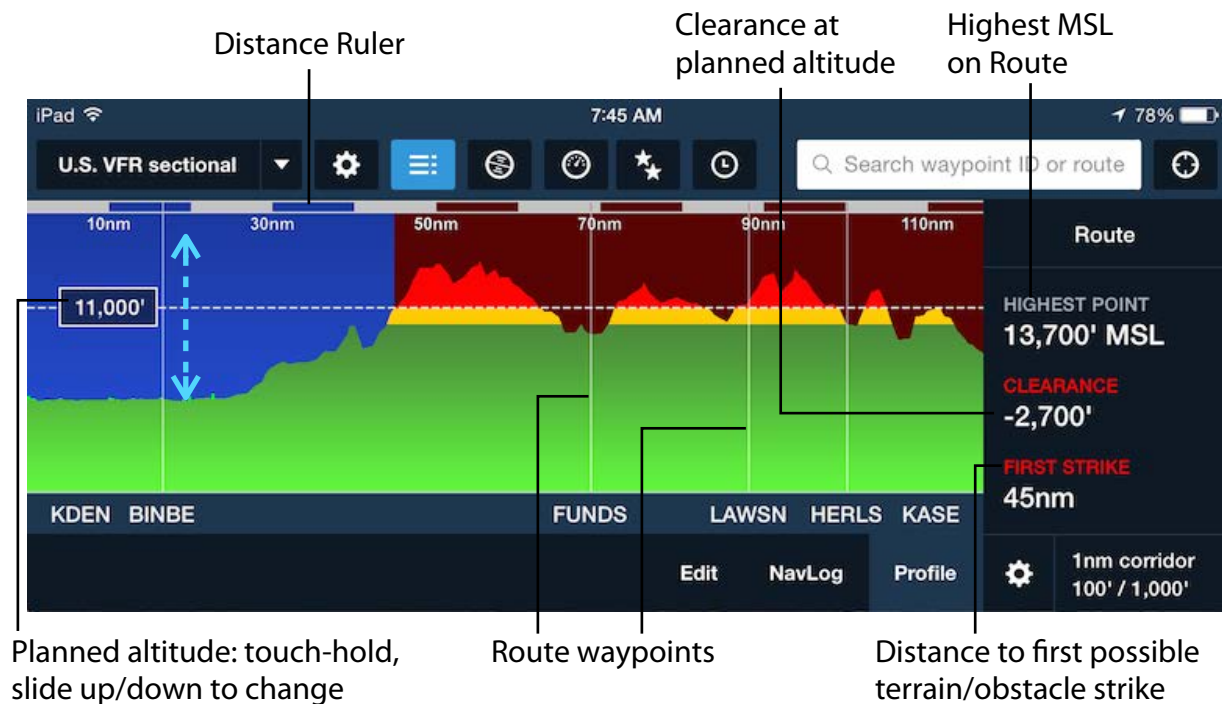 Distance Ruler
Clearance at
planned altitude
Highest MSL
on Route
iPad 7:45 AM 78%
U.S. VFR sectional
Search waypoint ID or route
10nm 30nm 50nm 70nm 90nm 110nm
Route
11,000'
HIGHEST POINT
13,700' MSL
CLEARANCE
-2,700'
FIRST STRIKE
45nm
KDEN BINBE FUNDS LAWSN HERLS KASE
Edit NavLog Profile
1nm corridor
100' / 1,000'
Planned altitude: touch-hold,
slide up/down to change
Route waypoints
Distance to first possible
terrain/obstacle strike